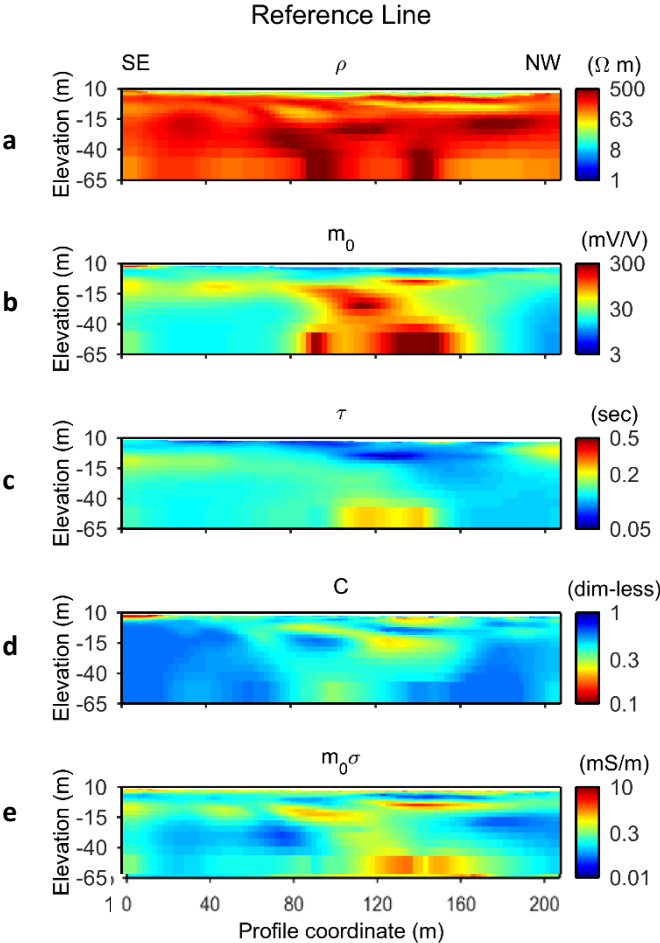 Reference Line
SE ρ NW (Ω m)
a
Elevation (m)
10
-15
-40
-65
500
63
8
1
m0 (mV/V)
b
Elevation (m)
10
-15
-40
-65
300
30
3
τ (sec)
c
Elevation (m)
10
-15
-40
-65
0.5
0.2
0.05
C (dim-less)
d
Elevation (m)
10
-15
-40
-65
1
0.3
0.1
m0σ (mS/m)
e
Elevation (m)
10
-15
-40
-65
10
0.3
0.01
1 0 40 80 120 160 200
Profile coordinate (m)